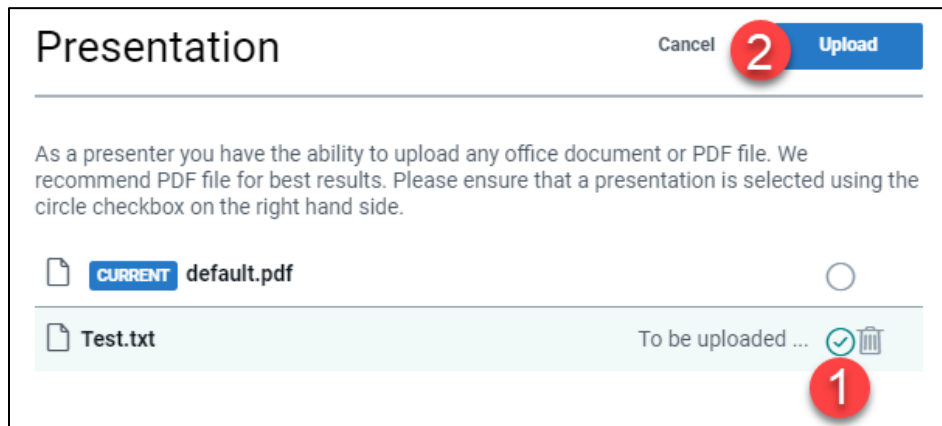 Presentation Cancel 2 Upload
As a presenter you have the ability to upload any office document or PDF file. We
recommend PDF file for best results. Please ensure that a presentation is selected using the
circle checkbox on the right hand side.
CURRENT default.pdf
Test.txt To be uploaded ...
1